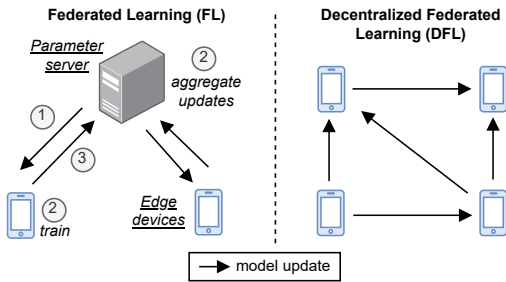 Federated Learning (FL)
Parameter
server
2
aggregate
updates
1
3
2
train
Edge
devices
Decentralized Federated
Learning (DFL)
model update